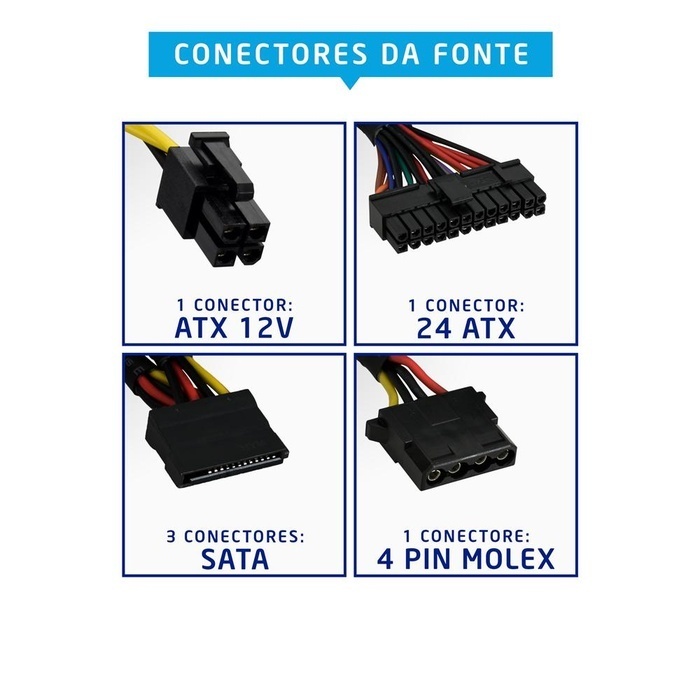 CONECTORES DA FONTE
1 CONECTOR:
ATX 12V
1 CONECTOR:
24 ATX
3 CONECTORES:
SATA
1 CONECTORE:
4 PIN MOLEX